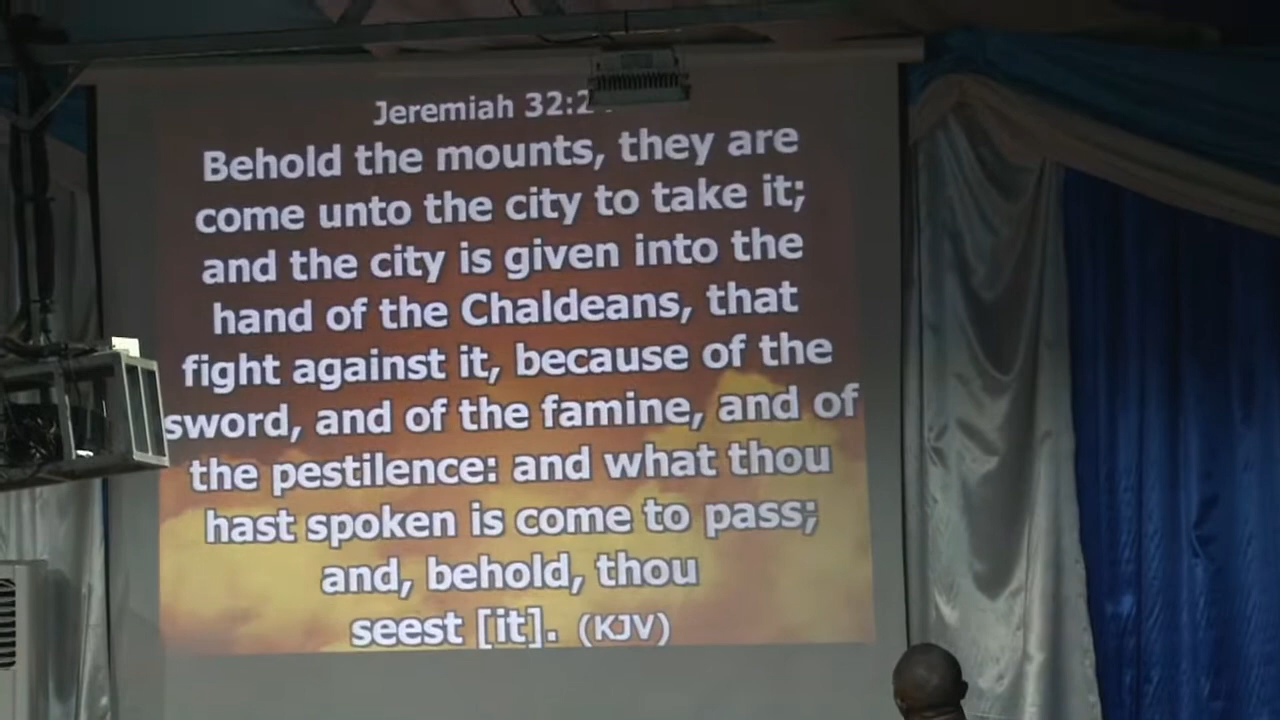 Jeremiah 32:2
Behold the mounts, they are
come unto the city to take it;
and the city is given into the
hand of the Chaldeans, that
fight against it, because of the
sword, and of the famine, and of
the pestilence: and what thou
hast spoken is come to pass;
and, behold, thou
seest [it]. (KJV)